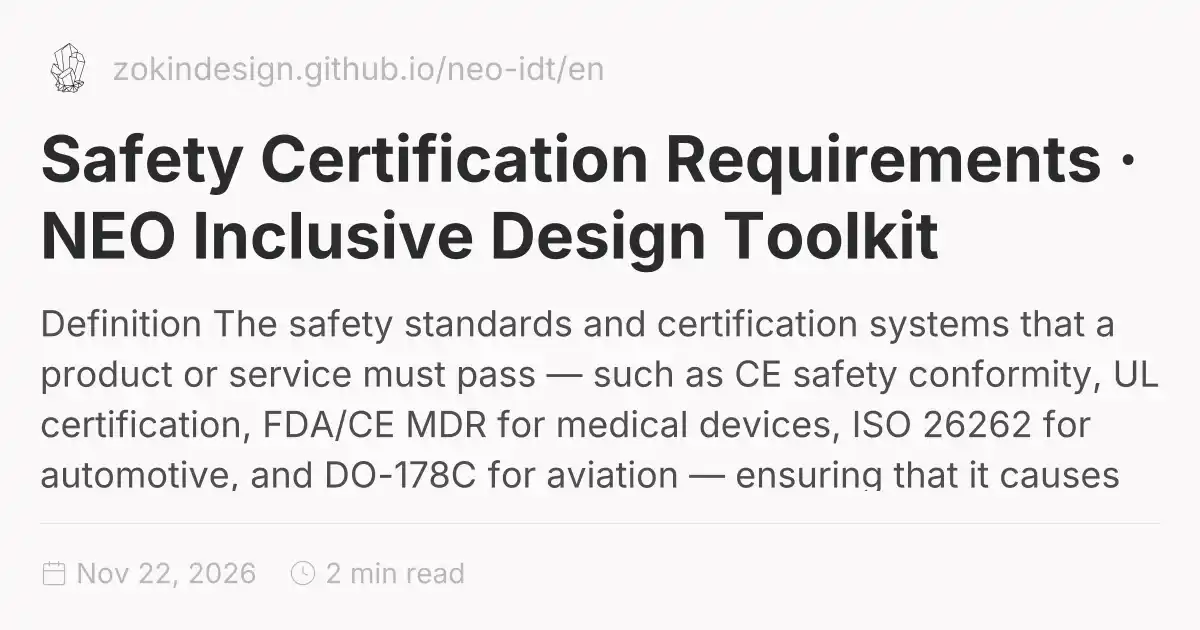 zokindesign.github.io/neo-idt/en
Safety Certification Requirements ·
NEO Inclusive Design Toolkit
Definition The safety standards and certification systems that a
product or service must pass — such as CE safety conformity, UL
certification, FDA/CE MDR for medical devices, ISO 26262 for
automotive, and DO-178C for aviation — ensuring that it causes
Nov 22, 2026 2 min read